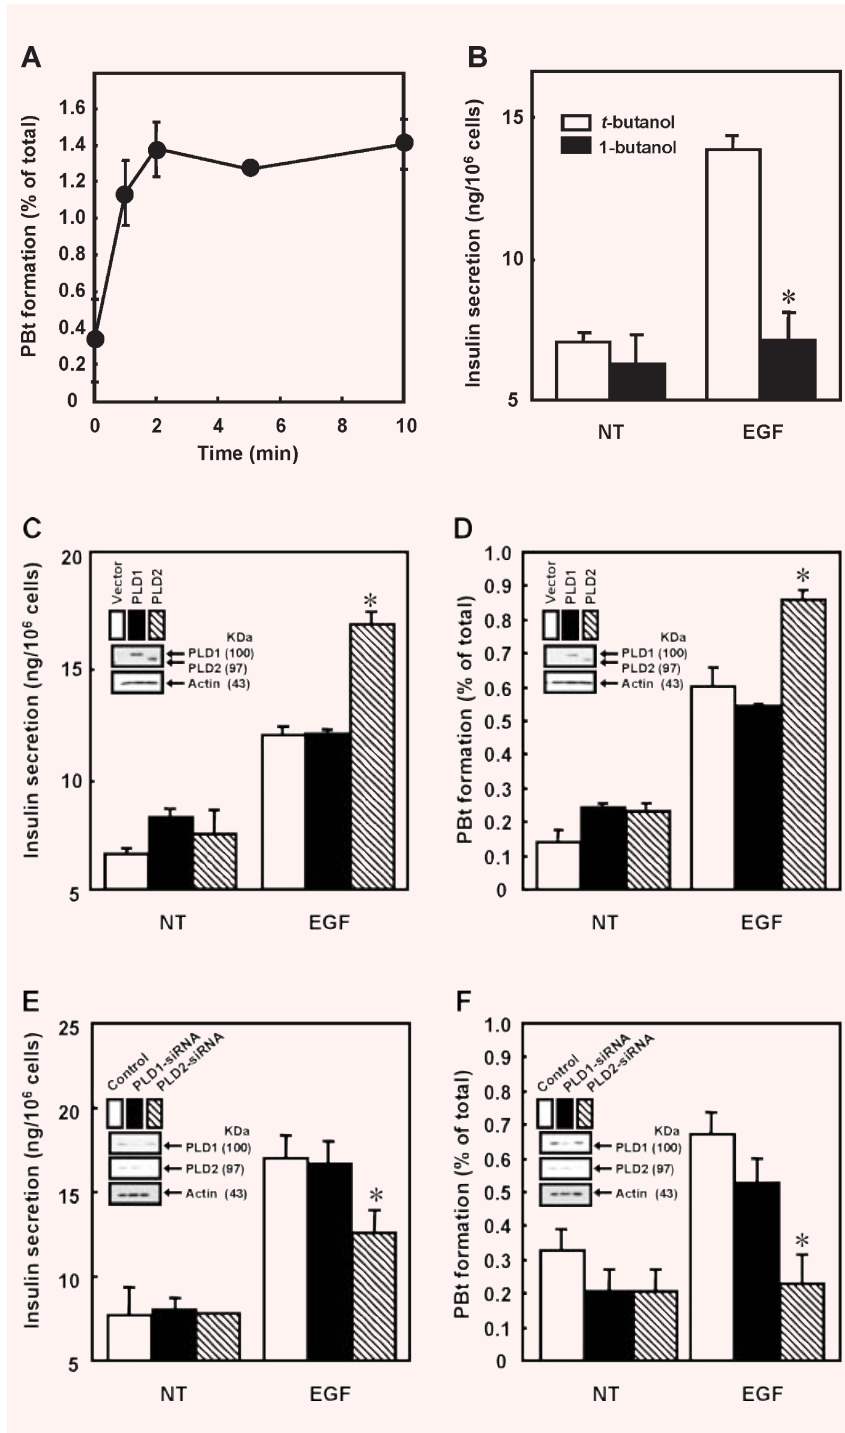 A
PBt formation (% of total)
1.6
1.4
1.2
1.0
0.8
0.6
0.4
0.2
0
0 2 4 6 8 10
Time (min)
B
Insulin secretion (ng/10⁶ cells)
15
10
5
t-butanol
1-butanol
*
NT EGF
C
Insulin secretion (ng/10⁶ cells)
20
15
10
5
Vector
PLD1
PLD2
KDa
PLD1 (100)
PLD2 (97)
Actin (43)
*
NT EGF
D
PBt formation (% of total)
1.0
0.9
0.8
0.7
0.6
0.5
0.4
0.3
0.2
0.1
0
Vector
PLD1
PLD2
KDa
PLD1 (100)
PLD2 (97)
Actin (43)
*
NT EGF
E
Insulin secretion (ng/10⁶ cells)
25
20
15
10
5
Control
PLD1-siRNA
PLD2-siRNA
KDa
PLD1 (100)
PLD2 (97)
Actin (43)
*
NT EGF
F
PBt formation (% of total)
1.0
0.9
0.8
0.7
0.6
0.5
0.4
0.3
0.2
0.1
0
Control
PLD1-siRNA
PLD2-siRNA
KDa
PLD1 (100)
PLD2 (97)
Actin (43)
*
NT EGF